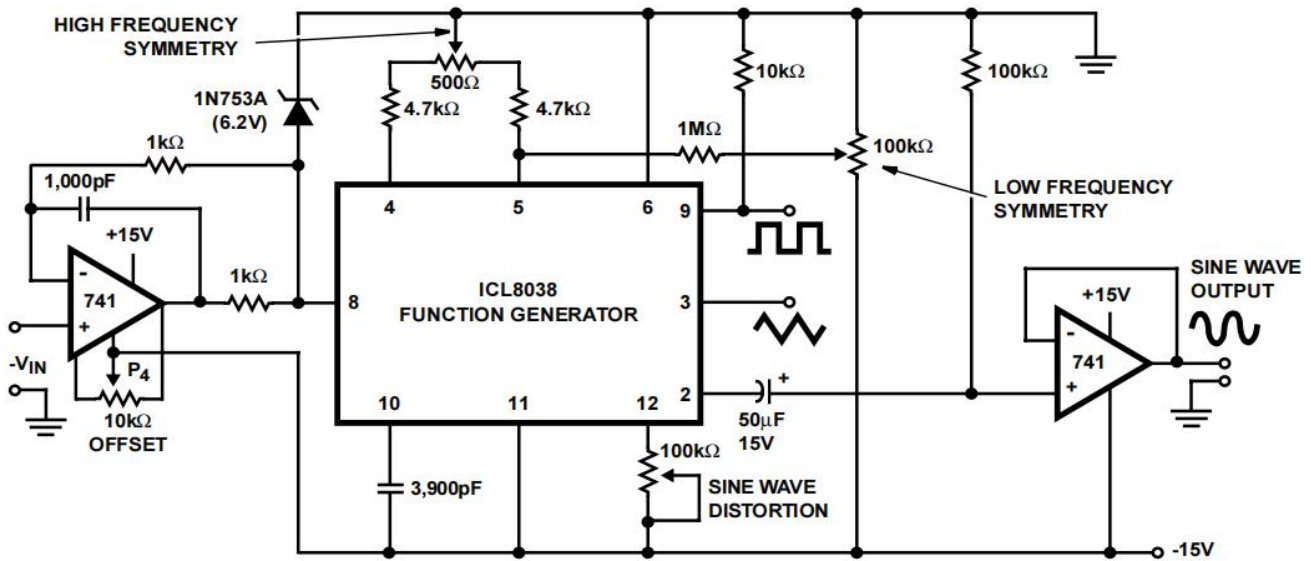 HIGH FREQUENCY
SYMMETRY
500Ω
1N753A
(6.2V)
4.7kΩ
4.7kΩ
10kΩ
100kΩ
1kΩ
1MΩ
100kΩ
1,000pF
LOW FREQUENCY
SYMMETRY
4
5
6
9
+15V
-
741
+
1kΩ
8
ICL8038
FUNCTION GENERATOR
3
SINE WAVE
OUTPUT
+15V
-
741
+
-VIN
P4
10kΩ
OFFSET
10
11
12
2
+
50μF
15V
100kΩ
3,900pF
SINE WAVE
DISTORTION
-15V